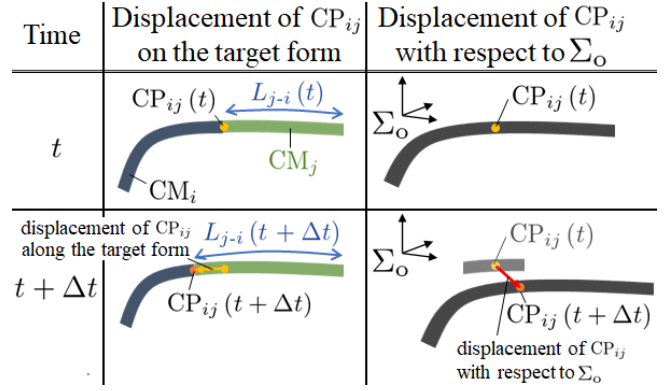 Time
Displacement of CP_ij
on the target form
Displacement of CP_ij
with respect to Σ_o
t
CP_ij (t)
L_j-i (t)
CM_j
CM_i
Σ_o
CP_ij (t)
t + Δt
displacement of CP_ij
along the target form
L_j-i (t + Δt)
CP_ij (t + Δt)
Σ_o
CP_ij (t)
CP_ij (t + Δt)
displacement of CP_ij
with respect to Σ_o